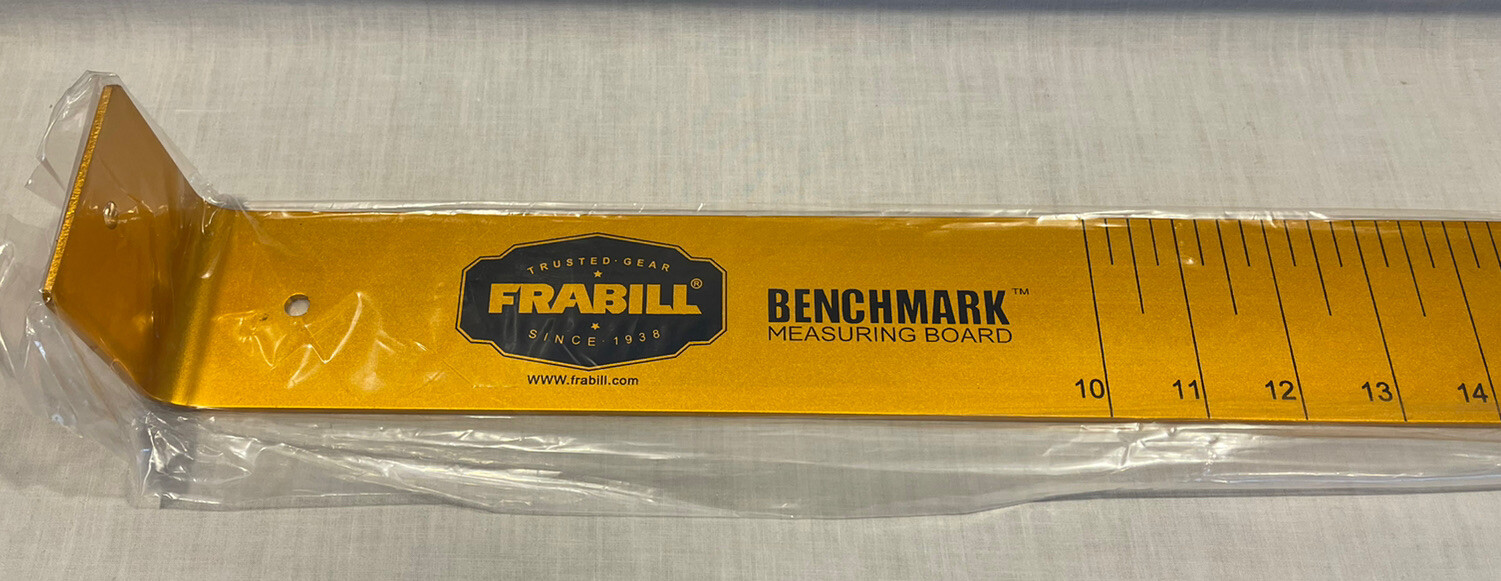 TRUSTED·GEAR
FRABILL®
SINCE·1938
www.frabill.com
BENCHMARK™
MEASURING BOARD
10 11 12 13 14